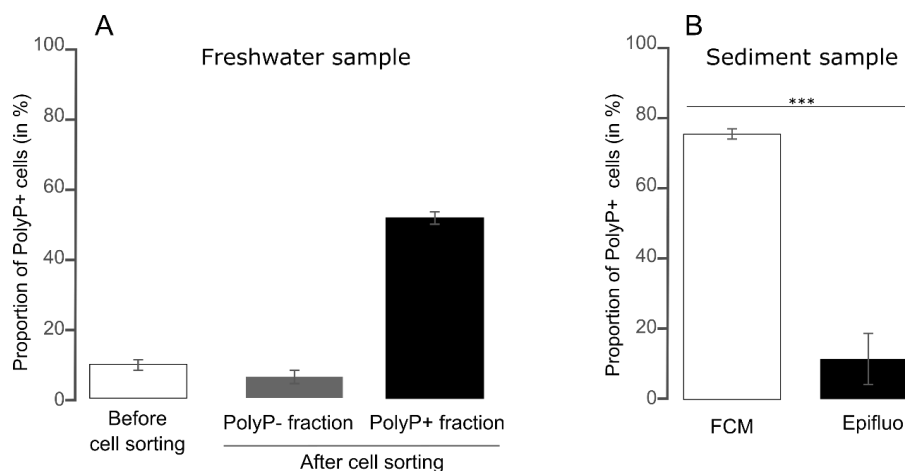 A
Freshwater sample
Proportion of PolyP+ cells (in %)
100
80
60
40
20
0
Before
cell sorting
PolyP- fraction
PolyP+ fraction
After cell sorting
B
Sediment sample
Proportion of PolyP+ cells (in %)
100
80
60
40
20
0
***
FCM
Epifluo